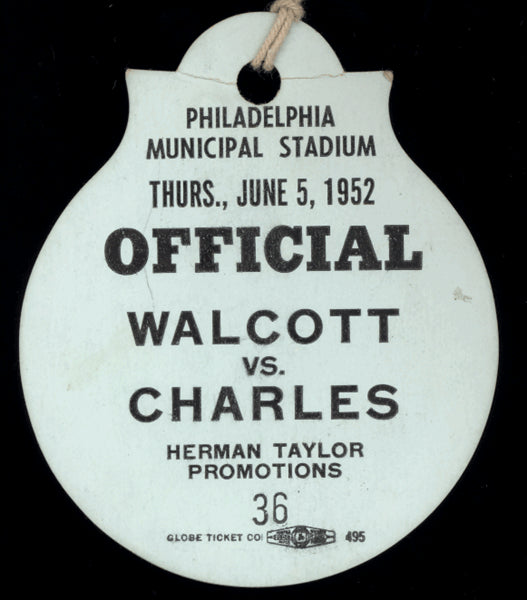 PHILADELPHIA
MUNICIPAL STADIUM
THURS., JUNE 5, 1952
OFFICIAL
WALCOTT
VS.
CHARLES
HERMAN TAYLOR
PROMOTIONS
36
GLOBE TICKET CO 495